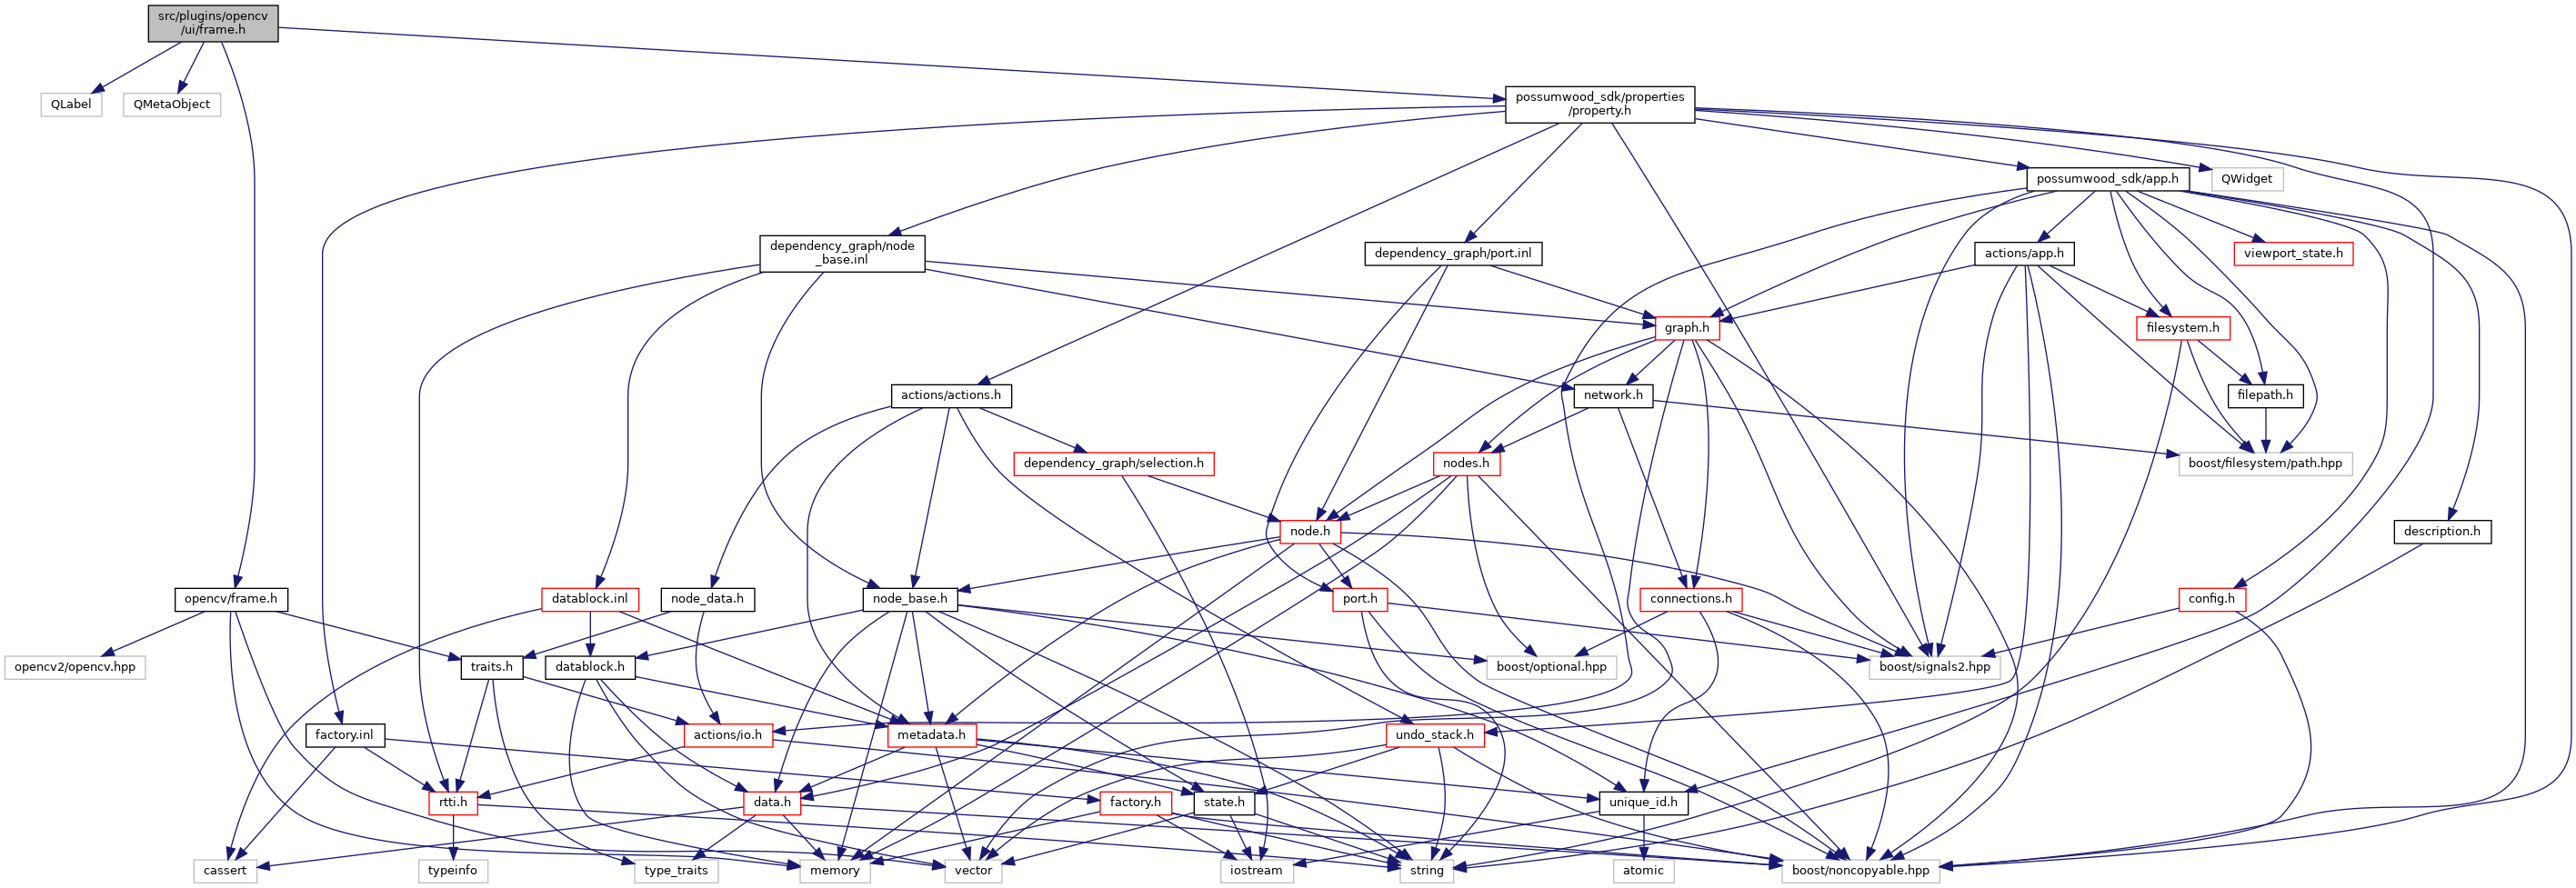 src/plugins/opencv
/ui/frame.h
QLabel
QMetaObject
possumwood_sdk/properties
/property.h
possumwood_sdk/app.h
QWidget
dependency_graph/node
_base.inl
dependency_graph/port.inl
actions/app.h
viewport_state.h
graph.h
filesystem.h
actions/actions.h
network.h
filepath.h
dependency_graph/selection.h
nodes.h
boost/filesystem/path.hpp
node.h
description.h
opencv/frame.h
datablock.inl
node_data.h
node_base.h
port.h
connections.h
config.h
opencv2/opencv.hpp
traits.h
datablock.h
boost/optional.hpp
boost/signals2.hpp
factory.inl
actions/io.h
metadata.h
undo_stack.h
rtti.h
data.h
factory.h
state.h
unique_id.h
cassert
typeinfo
type_traits
memory
vector
iostream
string
atomic
boost/noncopyable.hpp